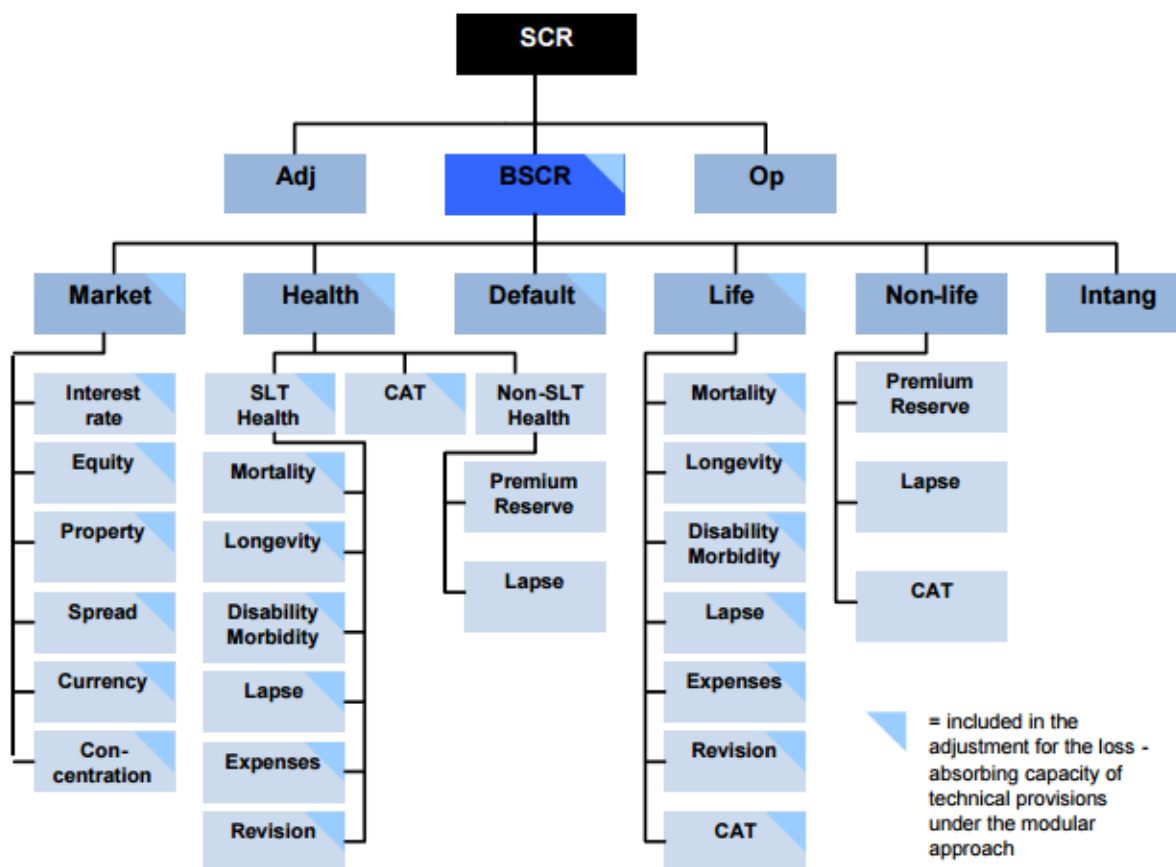 SCR
Adj
BSCR
Op
Market
Health
Default
Life
Non-life
Intang
Interest
rate
Equity
Property
Spread
Currency
Con-
centration
SLT
Health
CAT
Non-SLT
Health
Mortality
Longevity
Disability
Morbidity
Lapse
Expenses
Revision
Premium
Reserve
Lapse
Mortality
Longevity
Disability
Morbidity
Lapse
Expenses
Revision
CAT
Premium
Reserve
Lapse
CAT
= included in the
adjustment for the loss -
absorbing capacity of
technical provisions
under the modular
approach